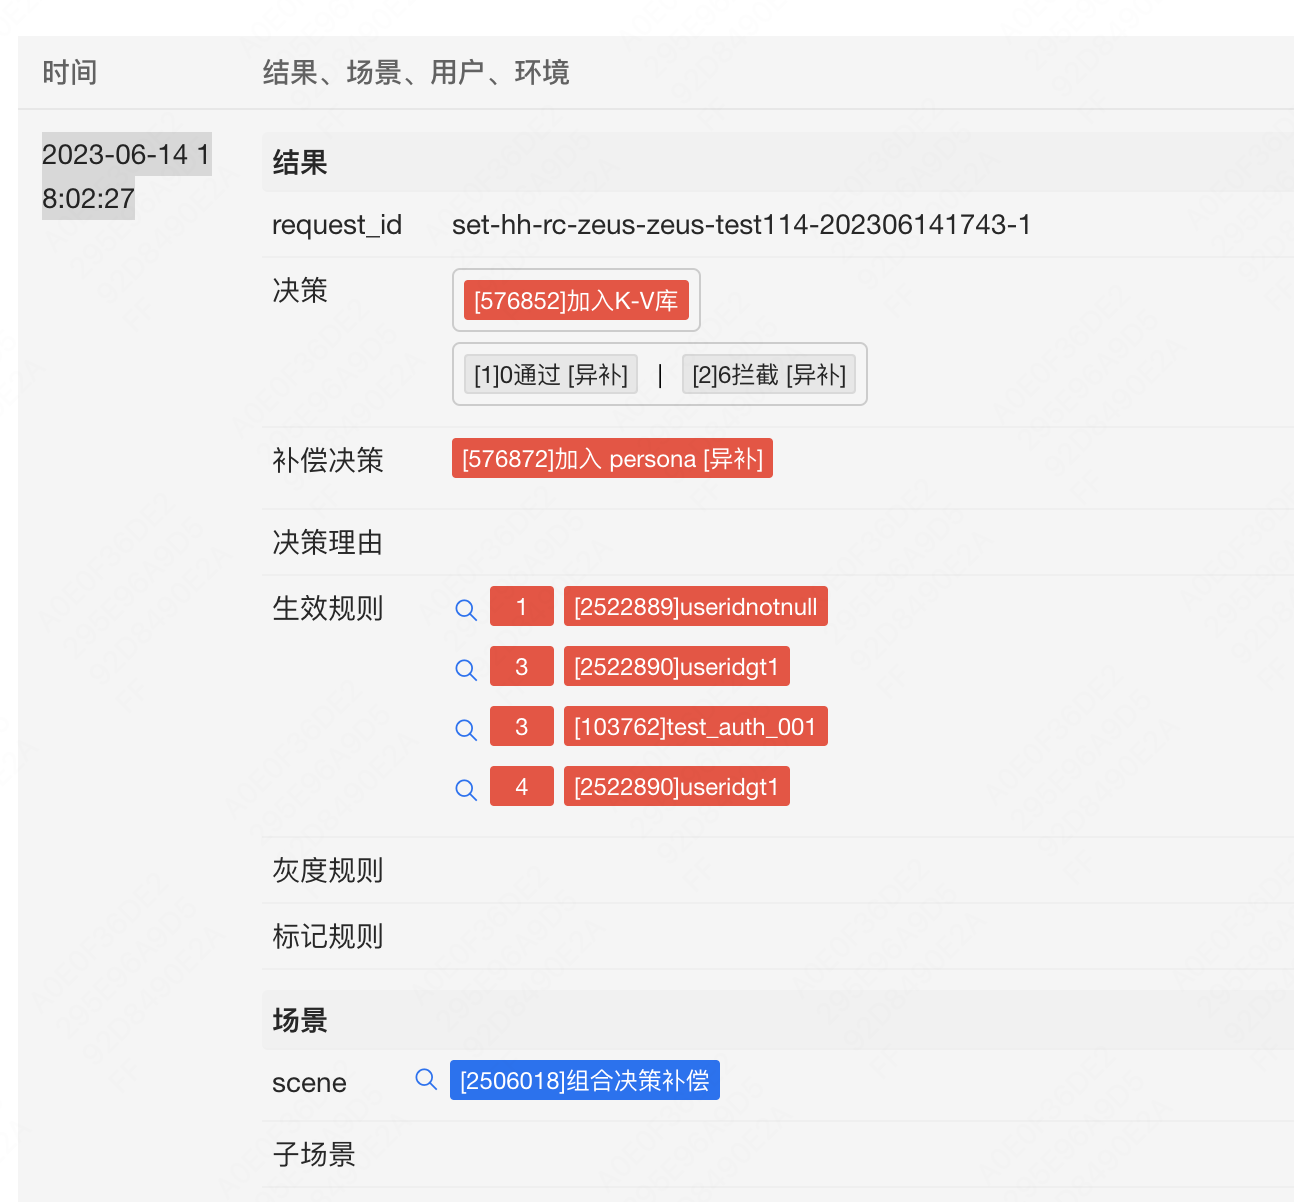 时间 结果、场景、用户、环境
2023-06-14 1
8:02:27
结果
request_id set-hh-rc-zeus-zeus-test114-202306141743-1
决策 [576852]加入K-V库
[1]0通过 [异补] | [2]6拦截 [异补]
补偿决策 [576872]加入 persona [异补]
决策理由
生效规则 1 [2522889]useridnotnull
3 [2522890]useridgt1
3 [103762]test_auth_001
4 [2522890]useridgt1
灰度规则
标记规则
场景
scene [2506018]组合决策补偿
子场景